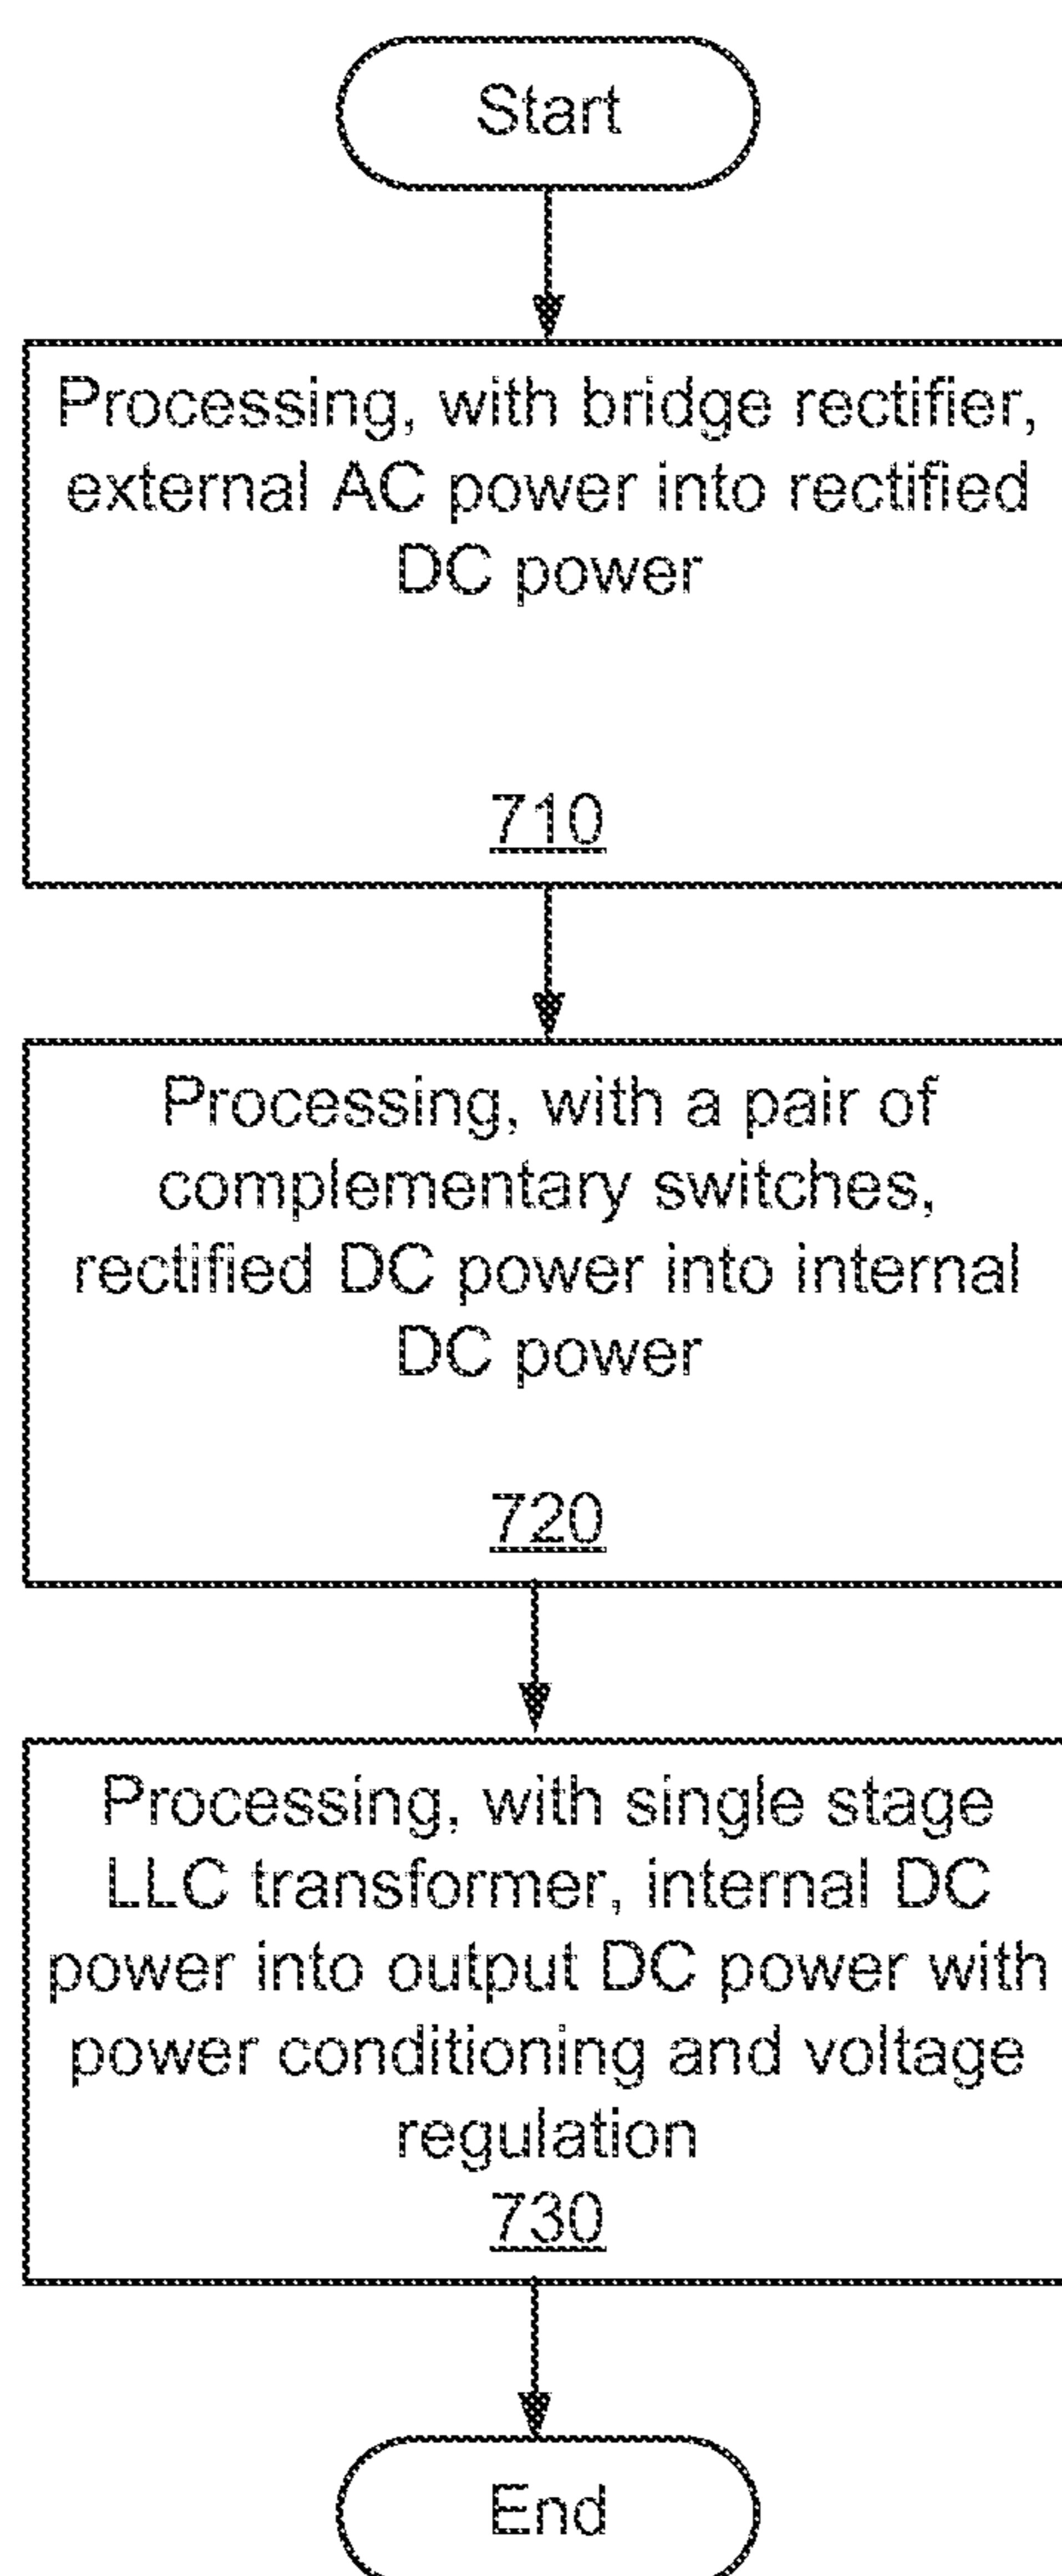 Start
Processing, with bridge rectifier,
external AC power into rectified
DC power
710
Processing, with a pair of
complementary switches,
rectified DC power into internal
DC power
720
Processing, with single stage
LLC transformer, internal DC
power into output DC power with
power conditioning and voltage
regulation
730
End